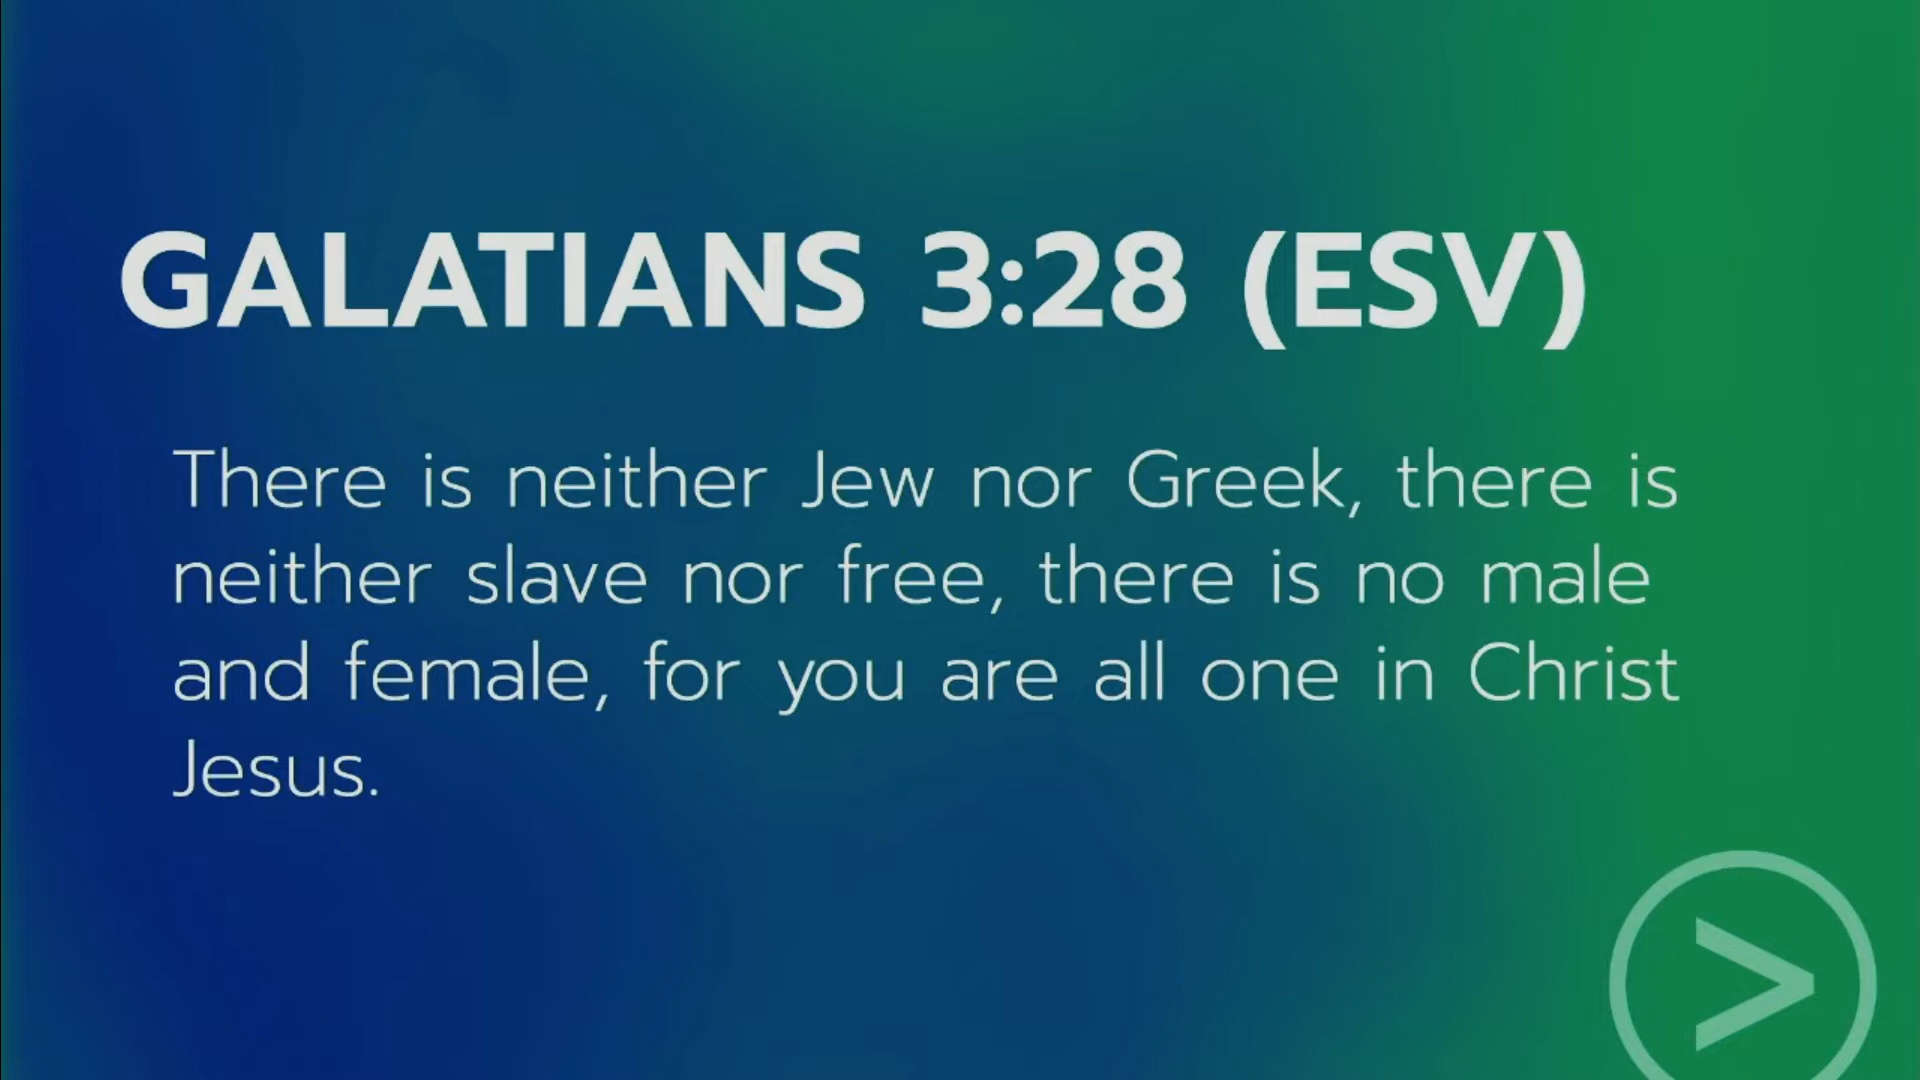 GALATIANS 3:28 (ESV)
There is neither Jew nor Greek, there is
neither slave nor free, there is no male
and female, for you are all one in Christ
Jesus.